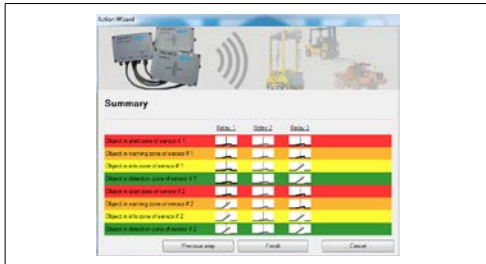 Action Wizard
Summary
Relay 1 Relay 2 Relay 3
Object in alert zone of sensor # 1
Object in warning zone of sensor # 1
Object in info zone of sensor # 1
Object in detection zone of sensor # 1
Object in alert zone of sensor # 2
Object in warning zone of sensor # 2
Object in info zone of sensor # 2
Object in detection zone of sensor # 2
Previous step Finish Cancel